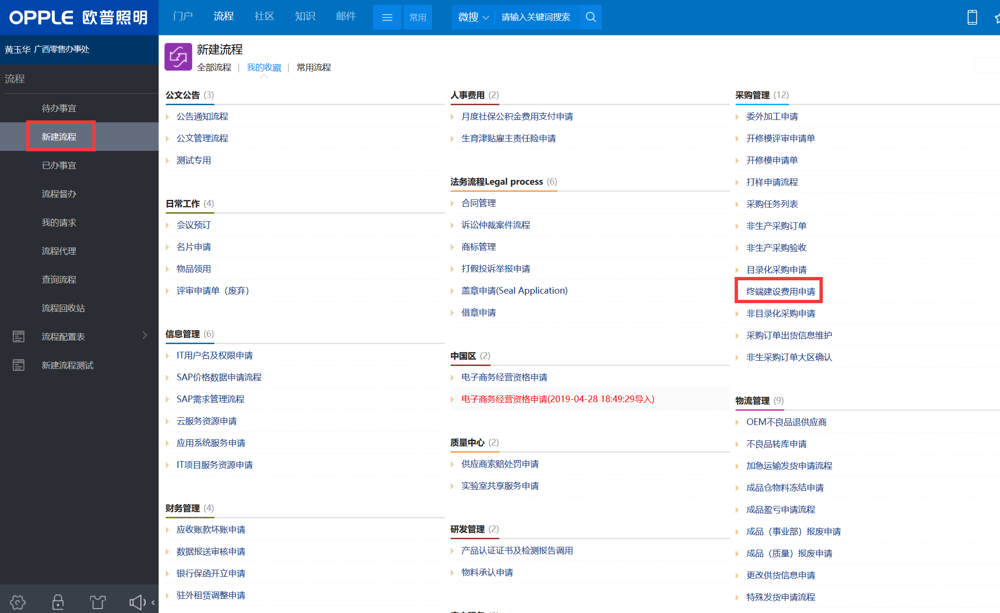 OPPLE 欧普照明
门户
流程
社区
知识
邮件
常用
微搜
请输入关键词搜索
黄玉华 广西零售办事处
流程
待办事宜
新建流程
已办事宜
流程督办
我的请求
流程代理
查询流程
流程回收站
流程配置表
新建流程测试
新建流程
全部流程 | 我的收藏 | 常用流程
公文公告 (3)
公告通知流程
公文管理流程
测试专用
日常工作 (4)
会议预订
名片申请
物品领用
评审申请单（废弃）
信息管理 (6)
IT用户名及权限申请
SAP价格数据申请流程
SAP需求管理流程
云服务资源申请
应用系统服务申请
IT项目服务资源申请
财务管理 (4)
应收账款坏账申请
数据报送审核申请
银行保函开立申请
驻外租赁调整申请
人事费用 (2)
月度社保公积金费用支付申请
生育津贴雇主责任险申请
法务流程Legal process (6)
合同管理
诉讼仲裁案件流程
商标管理
打假投诉举报申请
盖章申请(Seal Application)
借章申请
中国区 (2)
电子商务经营资格申请
电子商务经营资格申请(2019-04-28 18:49:29导入)
质量中心 (2)
供应商索赔处罚申请
实验室共享服务申请
研发管理 (2)
产品认证证书及检测报告调用
物料承认申请
采购管理 (12)
委外加工申请
开修模评审申请单
开修模申请单
打样申请流程
采购任务列表
非生产采购订单
非生产采购验收
目录化采购申请
终端建设费用申请
非目录化采购申请
采购订单出货信息维护
非生采购订单大区确认
物流管理 (9)
OEM不良品退供应商
不良品转库申请
加急运输发货申请流程
成品仓物料冻结申请
成品盈亏申请流程
成品（事业部）报废申请
成品（质量）报废申请
更改供货信息申请
特殊发货申请流程